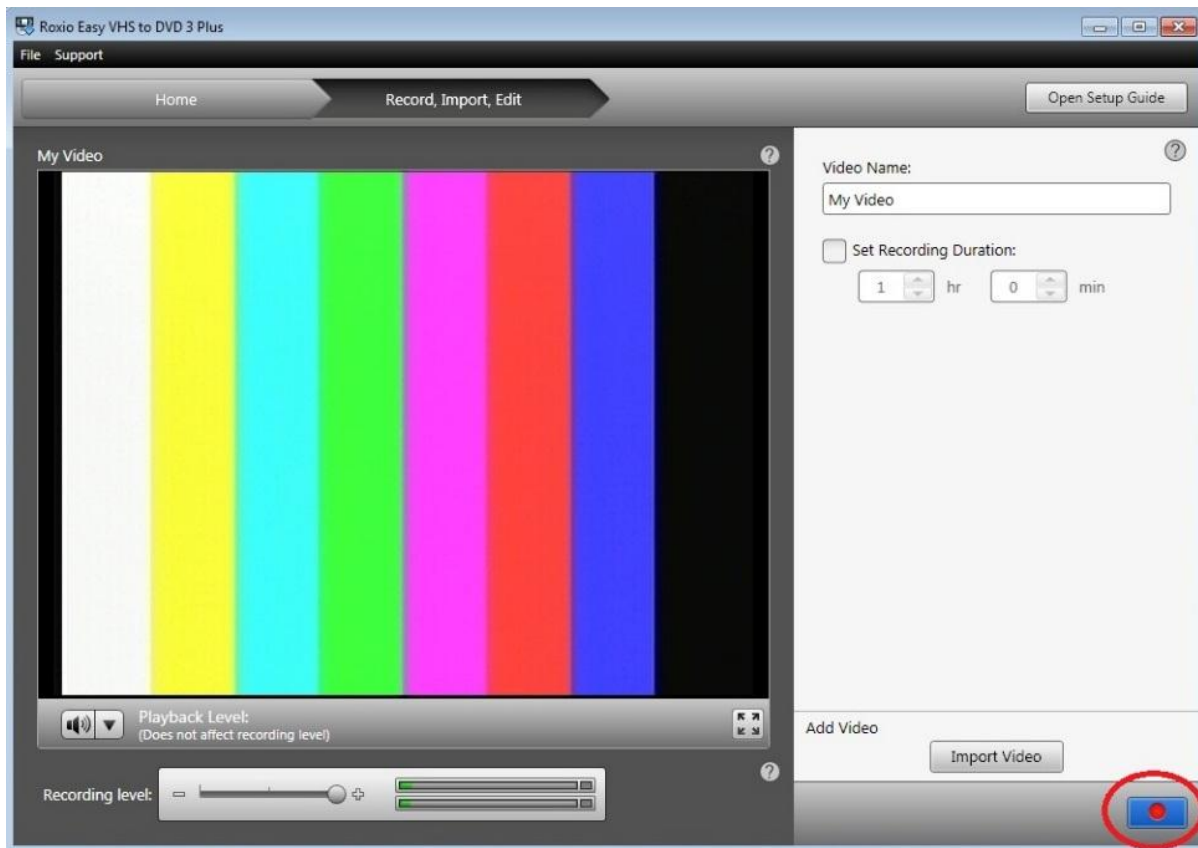 Roxio Easy VHS to DVD 3 Plus
File Support
Home
Record, Import, Edit
Open Setup Guide
My Video
?
?
Video Name:
My Video
Set Recording Duration:
1 hr 0 min
Playback Level:
(Does not affect recording level)
Add Video
Import Video
?
Recording level: